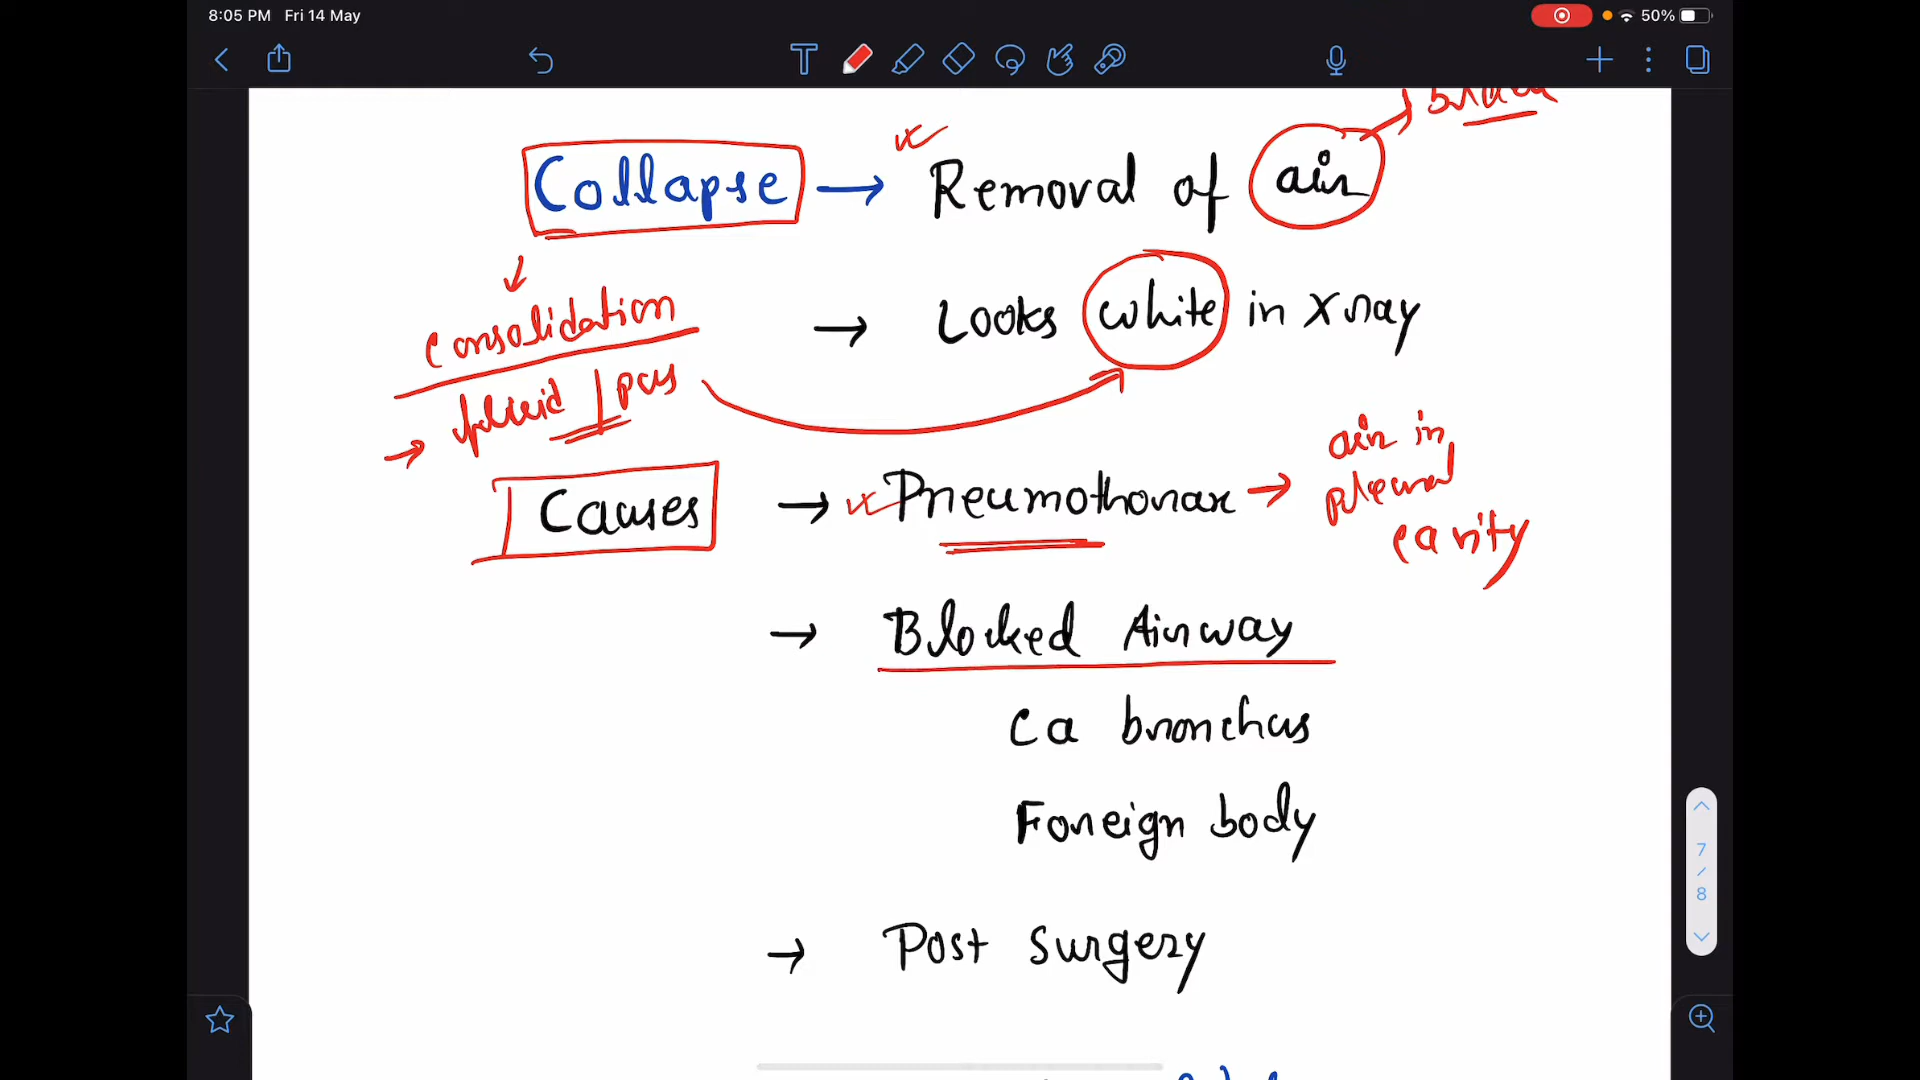 8:05 PM Fri 14 May
50%
Collapse → Removal of air → black
→ Looks white in Xray
consolidation
→ fluid / pus
Causes → Pneumothorax → air in
pleural
cavity
→ Blocked Airway
Ca bronchus
Foreign body
→ Post surgery
7
/
8